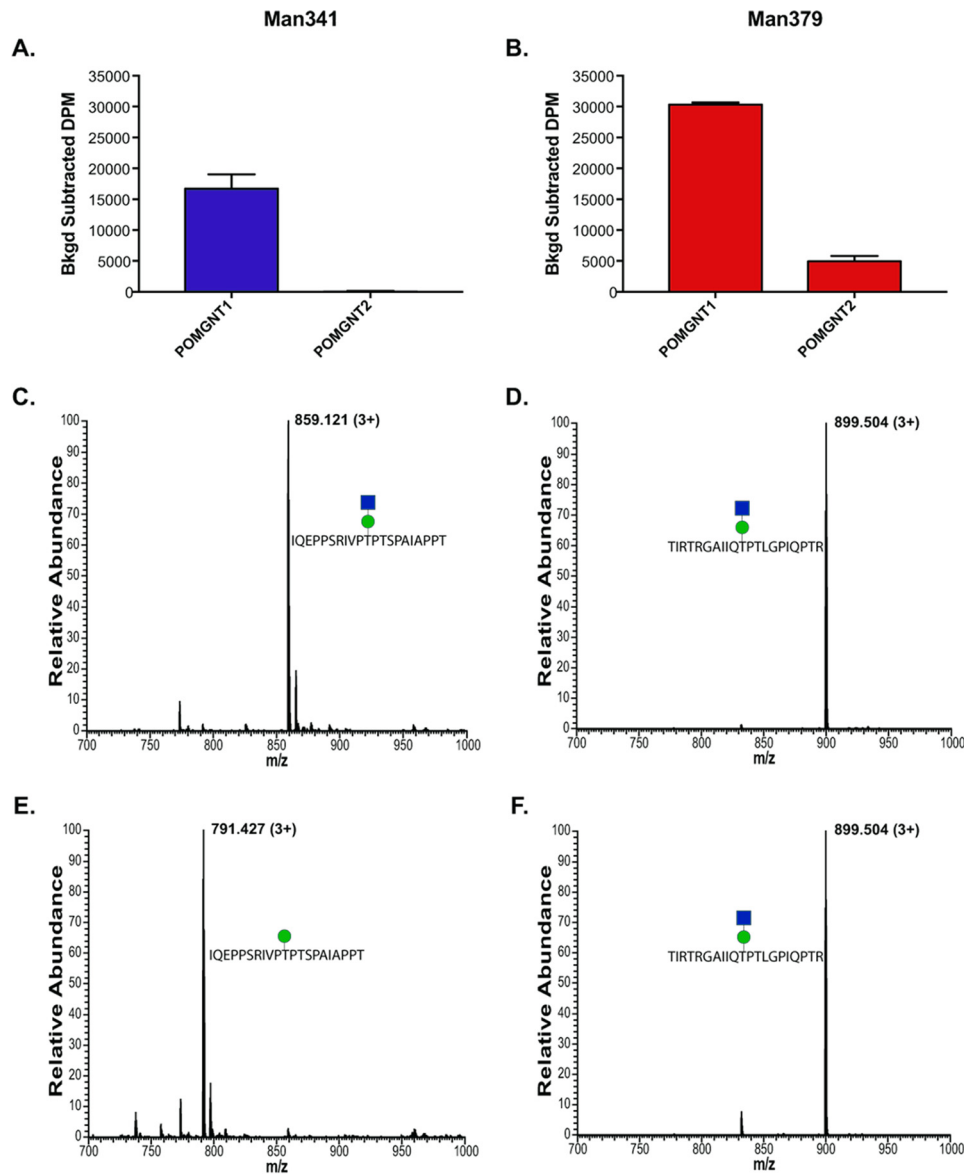 Man341
Man379
A.
B.
Bkgd Subtracted DPM
35000
30000
25000
20000
15000
10000
5000
0
POMGNT1
POMGNT2
Bkgd Subtracted DPM
35000
30000
25000
20000
15000
10000
5000
0
POMGNT1
POMGNT2
C.
D.
Relative Abundance
100
90
80
70
60
50
40
30
20
10
0
859.121 (3+)
IQEPPSRIVPTPTSPAIAPPT
700 750 800 850 900 950 1000
m/z
Relative Abundance
100
90
80
70
60
50
40
30
20
10
0
899.504 (3+)
TIRTRGAIIQTPTLGPIQPTR
700 750 800 850 900 950 1000
m/z
E.
F.
Relative Abundance
100
90
80
70
60
50
40
30
20
10
0
791.427 (3+)
IQEPPSRIVPTPTSPAIAPPT
700 750 800 850 900 950 1000
m/z
Relative Abundance
100
90
80
70
60
50
40
30
20
10
0
899.504 (3+)
TIRTRGAIIQTPTLGPIQPTR
700 750 800 850 900 950 1000
m/z